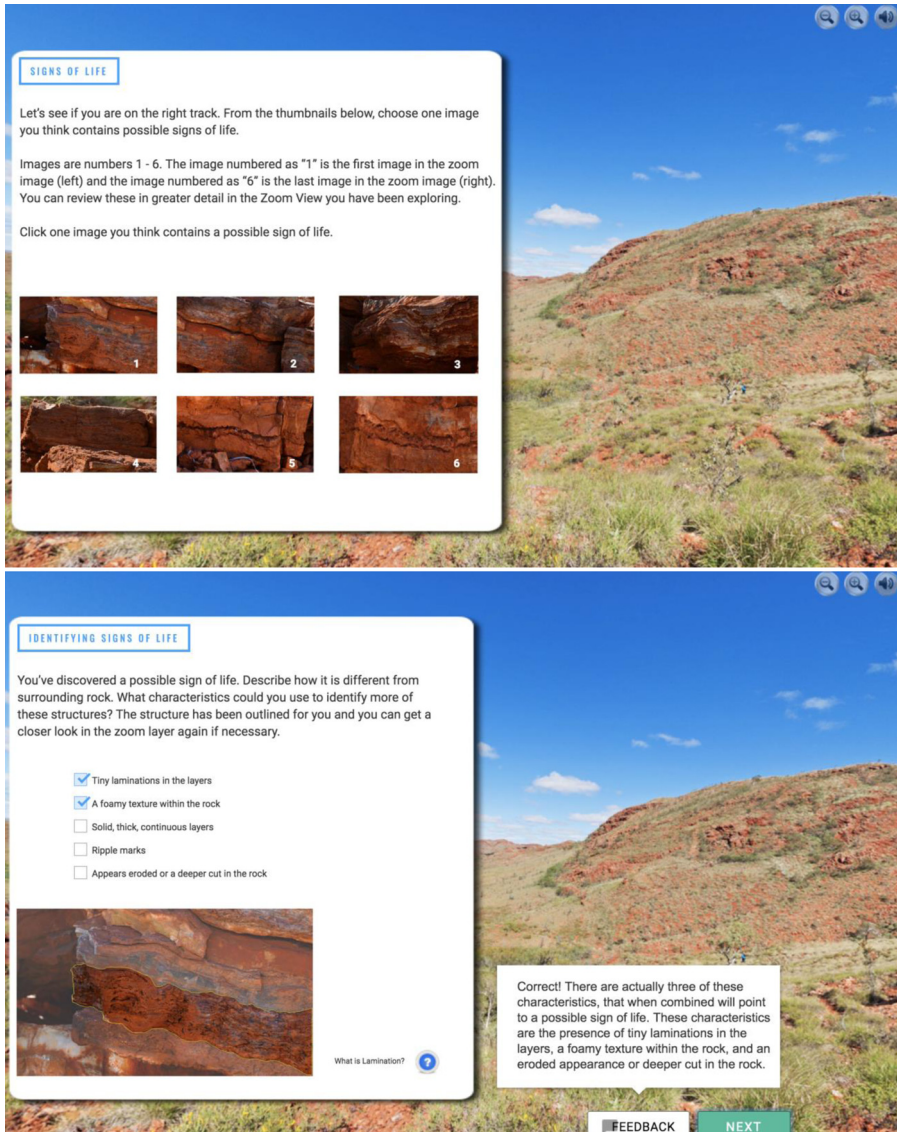 SIGNS OF LIFE
Let's see if you are on the right track. From the thumbnails below, choose one image
you think contains possible signs of life.
Images are numbers 1 - 6. The image numbered as “1” is the first image in the zoom
image (left) and the image numbered as “6” is the last image in the zoom image (right).
You can review these in greater detail in the Zoom View you have been exploring.
Click one image you think contains a possible sign of life.
1
2
3
4
5
6
IDENTIFYING SIGNS OF LIFE
You've discovered a possible sign of life. Describe how it is different from
surrounding rock. What characteristics could you use to identify more of
these structures? The structure has been outlined for you and you can get a
closer look in the zoom layer again if necessary.
Tiny laminations in the layers
A foamy texture within the rock
Solid, thick, continuous layers
Ripple marks
Appears eroded or a deeper cut in the rock
What is Lamination?
?
Correct! There are actually three of these
characteristics, that when combined will point
to a possible sign of life. These characteristics
are the presence of tiny laminations in the
layers, a foamy texture within the rock, and an
eroded appearance or deeper cut in the rock.
FEEDBACK
NEXT